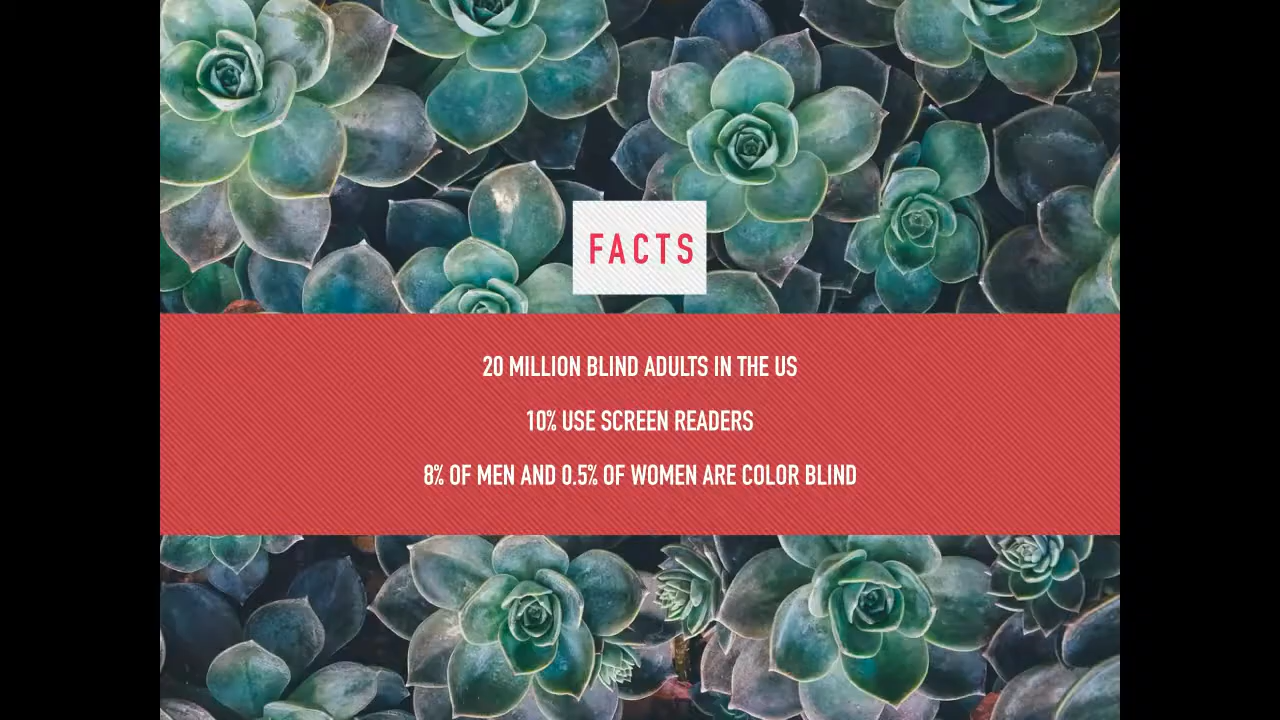 FACTS
20 MILLION BLIND ADULTS IN THE US
10% USE SCREEN READERS
8% OF MEN AND 0.5% OF WOMEN ARE COLOR BLIND